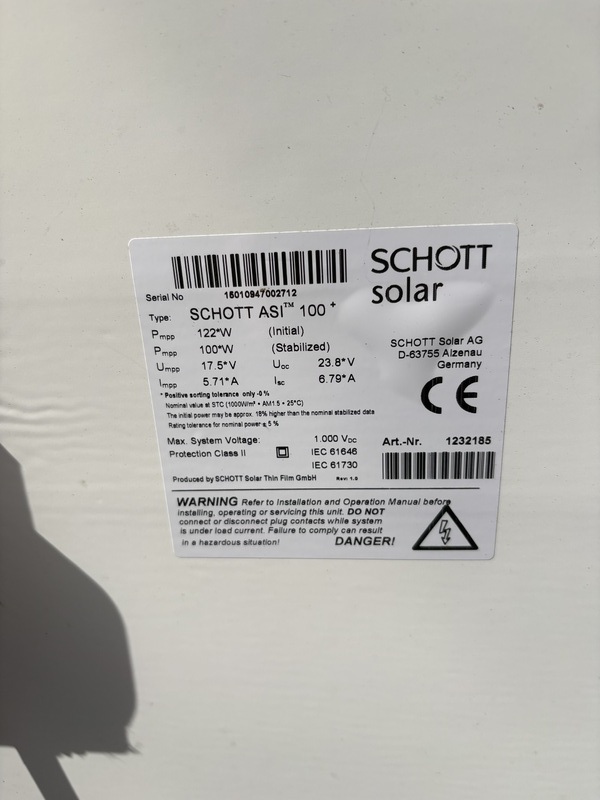 SCHOTT
solar
Serial No 15010947002712
Type: SCHOTT ASI™ 100 +
Pmpp 122*W (Initial)
Pmpp 100*W (Stabilized)
Umpp 17.5*V Uoc 23.8*V
Impp 5.71*A Isc 6.79*A
SCHOTT Solar AG
D-63755 Alzenau
Germany
CE
* Positive sorting tolerance only -0 %
Nominal value at STC (1000W/m² • AM1.5 • 25°C)
The initial power may be approx. 18% higher than the nominal stabilized data
Rating tolerance for nominal power ± 5 %
Max. System Voltage: 1.000 VDC
Protection Class II IEC 61646
IEC 61730
Art.-Nr. 1232185
Produced by SCHOTT Solar Thin Film GmbH Rev: 1.5
WARNING Refer to Installation and Operation Manual before
installing, operating or servicing this unit. DO NOT
connect or disconnect plug contacts while system
is under load current. Failure to comply can result
in a hazardous situation! DANGER!